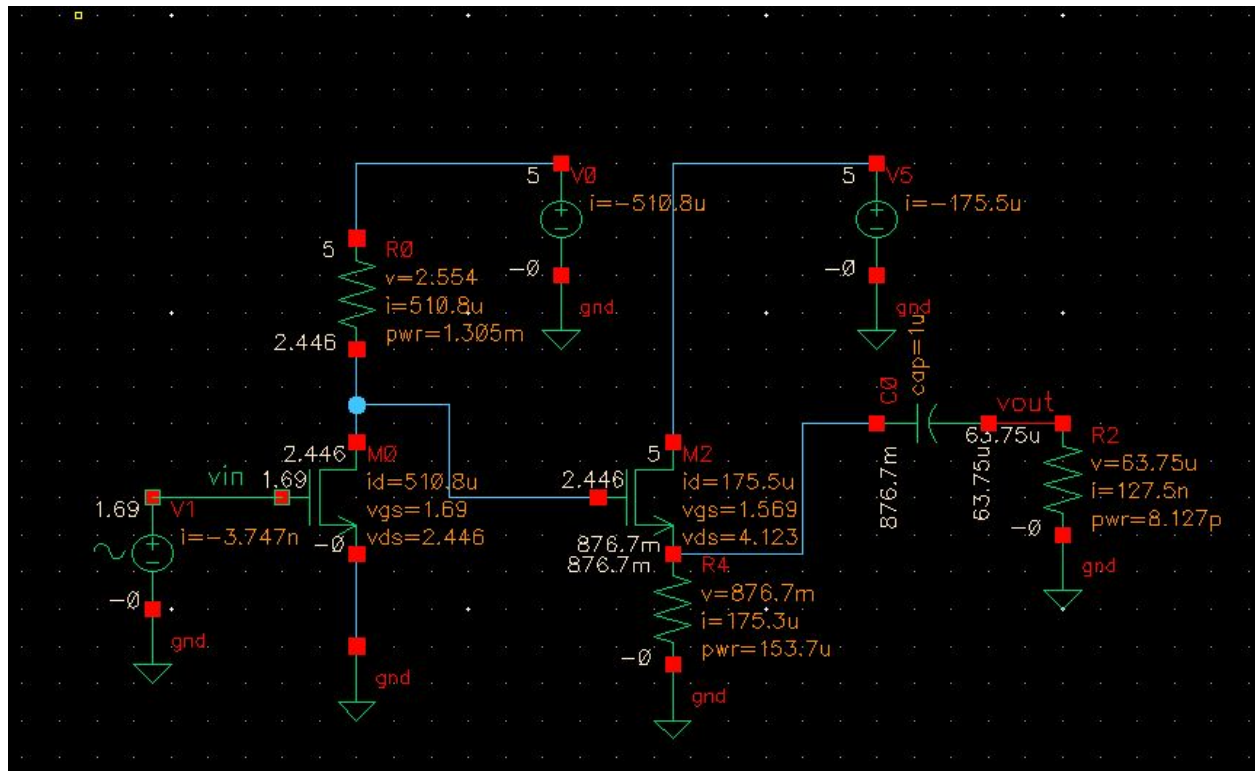 5
V0
i=-510.8u
-0
gnd
5
V5
i=-175.5u
-0
gnd
5
R0
v=2.554
i=510.8u
pwr=1.305m
2.446
2.446
M0
id=510.8u
vgs=1.69
vds=2.446
-0
gnd
vin
1.69
1.69
V1
i=-3.747n
-0
gnd
2.446
5
M2
id=175.5u
vgs=1.569
vds=4.123
876.7m
876.7m
R4
v=876.7m
i=175.3u
pwr=153.7u
-0
gnd
C0
cap=1u
876.7m
63.75u
63.75u
vout
R2
v=63.75u
i=127.5n
pwr=8.127p
-0
gnd